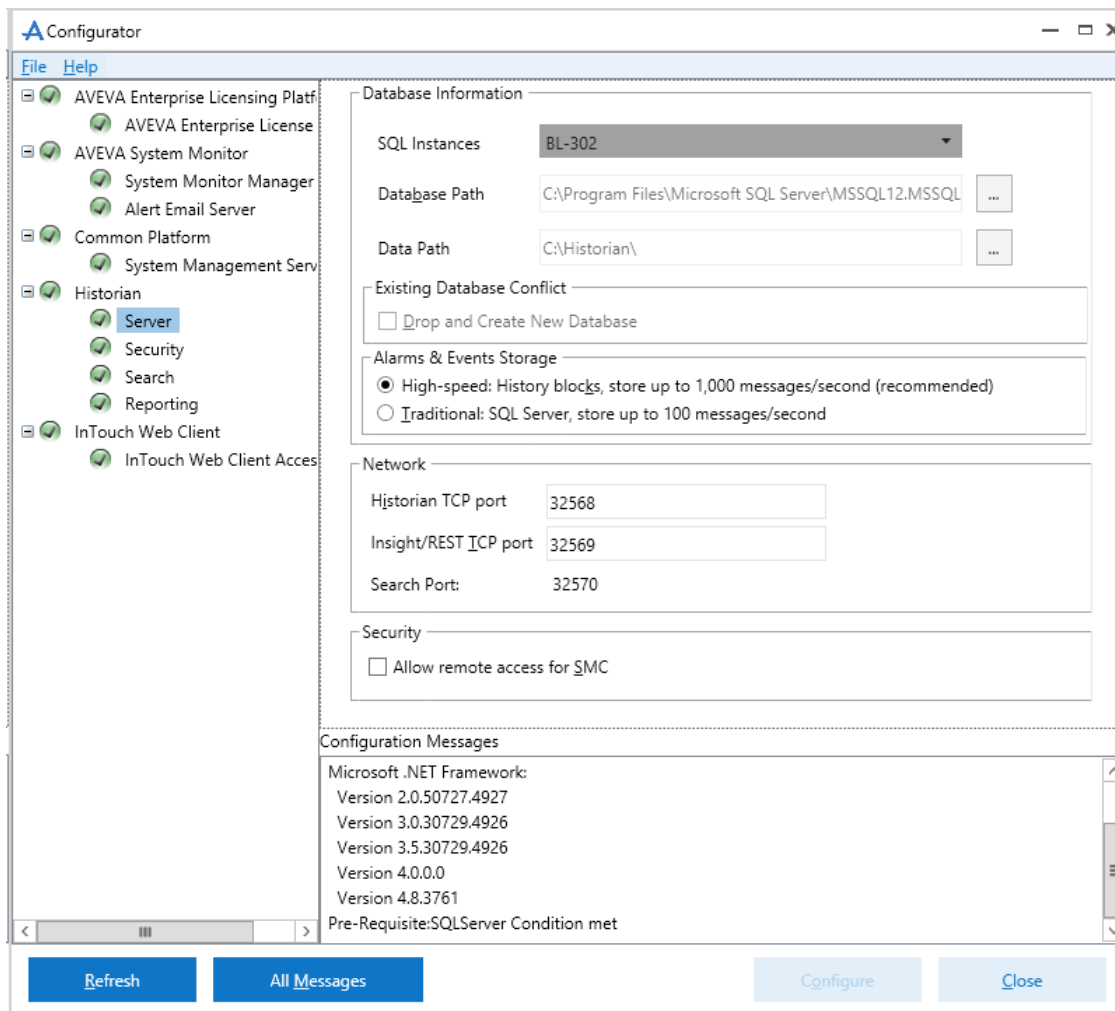 Configurator
File Help
AVEVA Enterprise Licensing Platf
AVEVA Enterprise License
AVEVA System Monitor
System Monitor Manager
Alert Email Server
Common Platform
System Management Serv
Historian
Server
Security
Search
Reporting
InTouch Web Client
InTouch Web Client Acces
Database Information
SQL Instances BL-302
Database Path C:\Program Files\Microsoft SQL Server\MSSQL12.MSSQL ...
Data Path C:\Historian\ ...
Existing Database Conflict
Drop and Create New Database
Alarms & Events Storage
High-speed: History blocks, store up to 1,000 messages/second (recommended)
Traditional: SQL Server, store up to 100 messages/second
Network
Historian TCP port 32568
Insight/REST TCP port 32569
Search Port: 32570
Security
Allow remote access for SMC
Configuration Messages
Microsoft .NET Framework:
Version 2.0.50727.4927
Version 3.0.30729.4926
Version 3.5.30729.4926
Version 4.0.0.0
Version 4.8.3761
Pre-Requisite:SQLServer Condition met
Refresh All Messages Configure Close